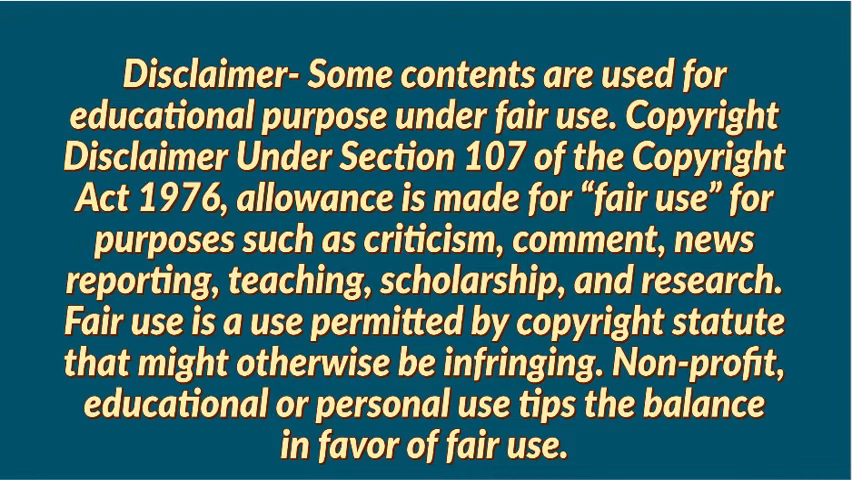 Disclaimer- Some contents are used for
educational purpose under fair use. Copyright
Disclaimer Under Section 107 of the Copyright
Act 1976, allowance is made for “fair use” for
purposes such as criticism, comment, news
reporting, teaching, scholarship, and research.
Fair use is a use permitted by copyright statute
that might otherwise be infringing. Non-profit,
educational or personal use tips the balance
in favor of fair use.